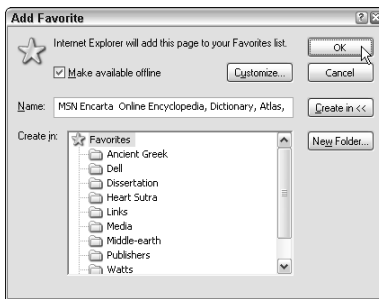 Add Favorite
Internet Explorer will add this page to your Favorites list.
OK
Make available offline
Customize...
Cancel
Name: MSN Encarta Online Encyclopedia, Dictionary, Atlas,
Create in <<
Create in:
Favorites
New Folder...
Ancient Greek
Dell
Dissertation
Heart Sutra
Links
Media
Middle-earth
Publishers
Watts